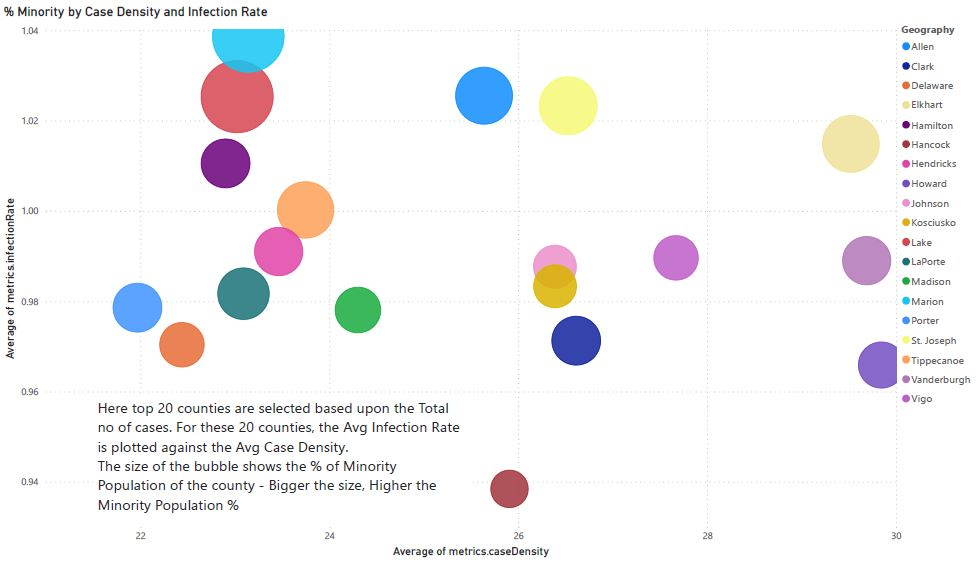 % Minority by Case Density and Infection Rate
Geography
Allen
Clark
Delaware
Elkhart
Hamilton
Hancock
Hendricks
Howard
Johnson
Kosciusko
Lake
LaPorte
Madison
Marion
Porter
St. Joseph
Tippecanoe
Vanderburgh
Vigo
Average of metrics.infectionRate
1.04
1.02
1.00
0.98
0.96
0.94
Here top 20 counties are selected based upon the Total
no of cases. For these 20 counties, the Avg Infection Rate
is plotted against the Avg Case Density.
The size of the bubble shows the % of Minority
Population of the county - Bigger the size, Higher the
Minority Population %
22 24 26 28 30
Average of metrics.caseDensity